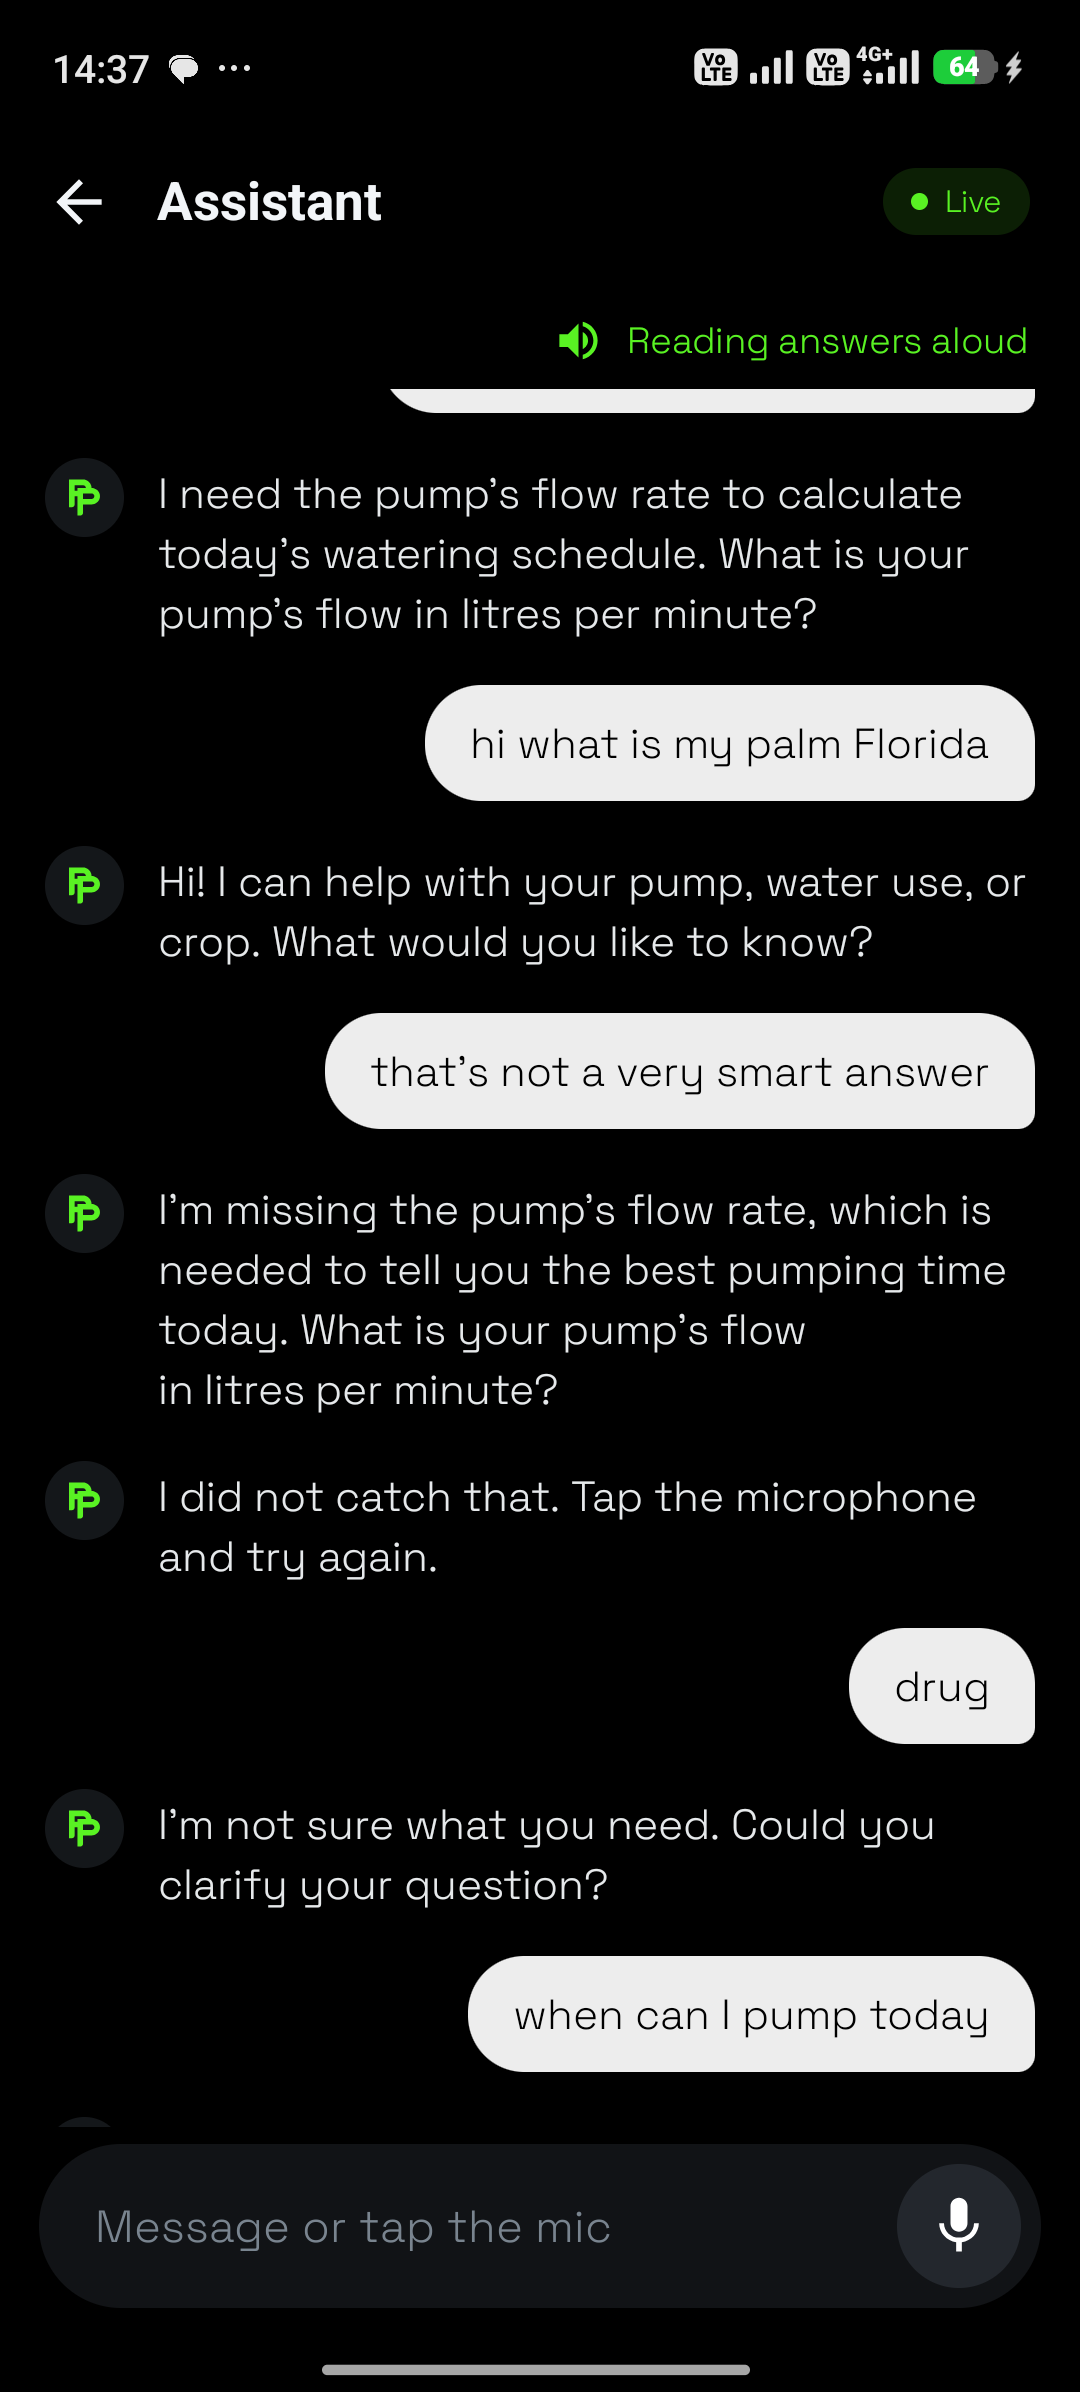 14:37
Vo LTE
Vo LTE
4G+
64
Assistant
Live
Reading answers aloud
I need the pump’s flow rate to calculate
today’s watering schedule. What is your
pump’s flow in litres per minute?
hi what is my palm Florida
Hi! I can help with your pump, water use, or
crop. What would you like to know?
that’s not a very smart answer
I’m missing the pump’s flow rate, which is
needed to tell you the best pumping time
today. What is your pump’s flow
in litres per minute?
I did not catch that. Tap the microphone
and try again.
drug
I’m not sure what you need. Could you
clarify your question?
when can I pump today
Message or tap the mic